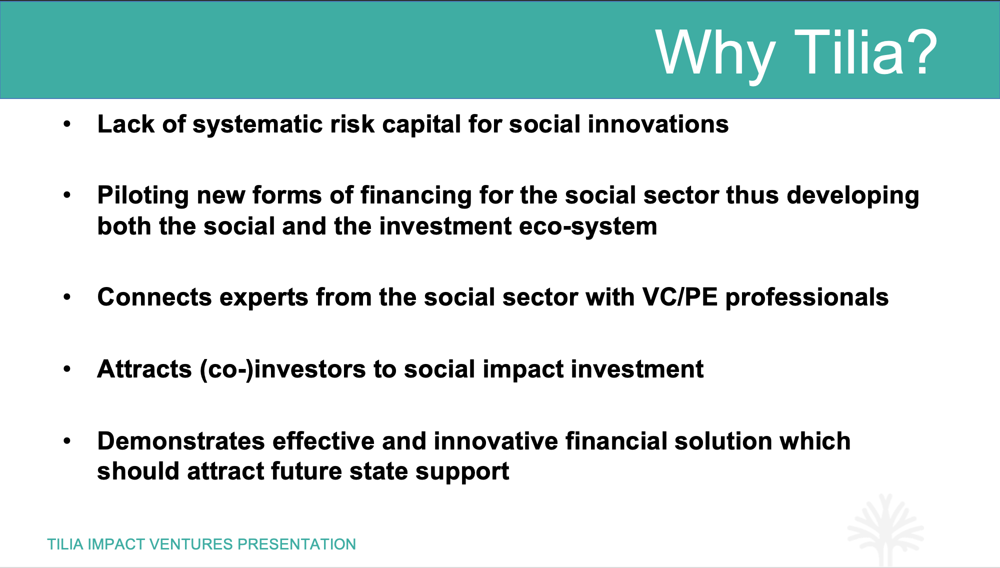 Why Tilia?
• Lack of systematic risk capital for social innovations
• Piloting new forms of financing for the social sector thus developing
both the social and the investment eco-system
• Connects experts from the social sector with VC/PE professionals
• Attracts (co-)investors to social impact investment
• Demonstrates effective and innovative financial solution which
should attract future state support
TILIA IMPACT VENTURES PRESENTATION